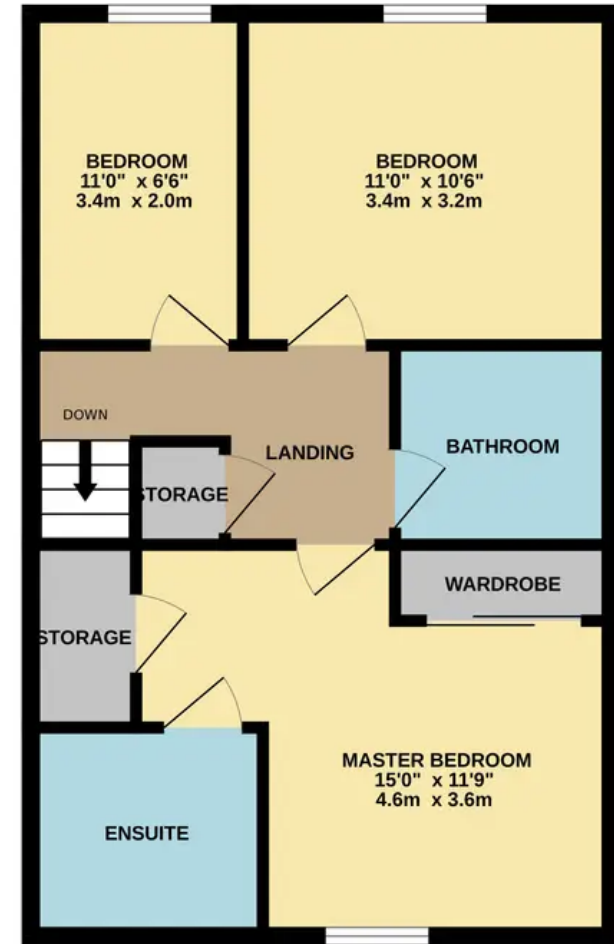 BEDROOM
11'0" x 6'6"
3.4m x 2.0m
BEDROOM
11'0" x 10'6"
3.4m x 3.2m
DOWN
LANDING
BATHROOM
STORAGE
WARDROBE
STORAGE
MASTER BEDROOM
15'0" x 11'9"
4.6m x 3.6m
ENSUITE